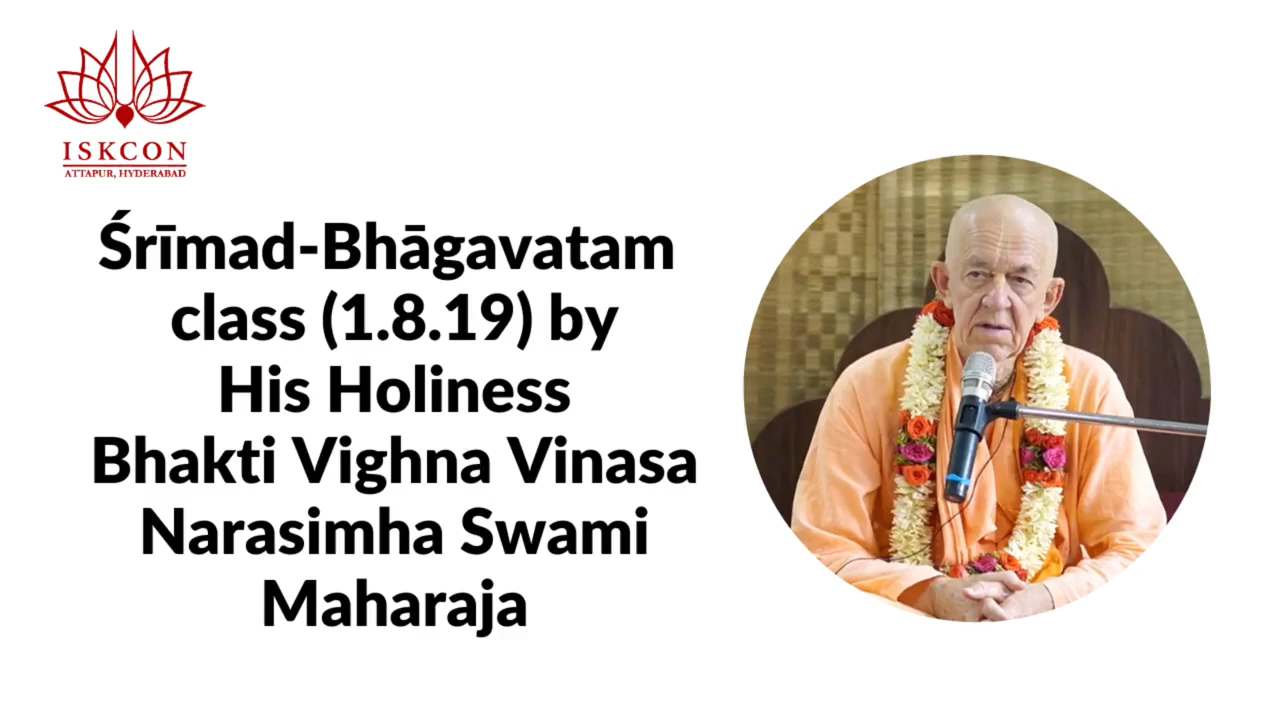 ISKCON
ATTAPUR, HYDERABAD
Śrīmad-Bhāgavatam
class (1.8.19) by
His Holiness
Bhakti Vighna Vinasa
Narasimha Swami
Maharaja